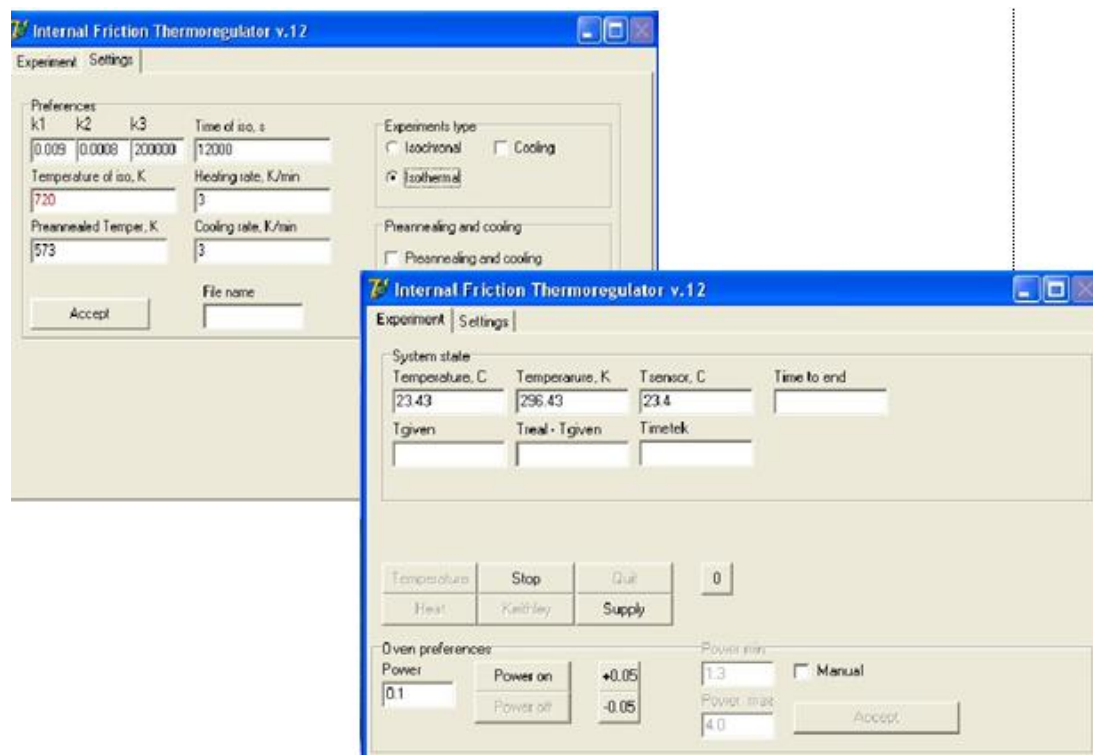 Internal Friction Thermoregulator v.12
Experiment Settings
Preferences
k1 k2 k3 Time of iso, s
0.009 0.0008 200000 12000
Temperature of iso, K Heating rate, K/min
720 3
Preannealed Temper, K Cooling rate, K/min
573 3
File name
Accept
Experiments type
Isochronal Cooling
Isothermal
Preannealing and cooling
Preannealing and cooling
Internal Friction Thermoregulator v.12
Experiment Settings
System state
Temperature, C Temperarure, K Tsensor, C Time to end
23.43 296.43 23.4
Tgiven Treal - Tgiven Timetek
Temperature Stop Quit 0
Heat Keithley Supply
Oven preferences
Power Power on +0.05 Power min Manual
0.1 1.3
Power off -0.05 Power max Accept
4.0